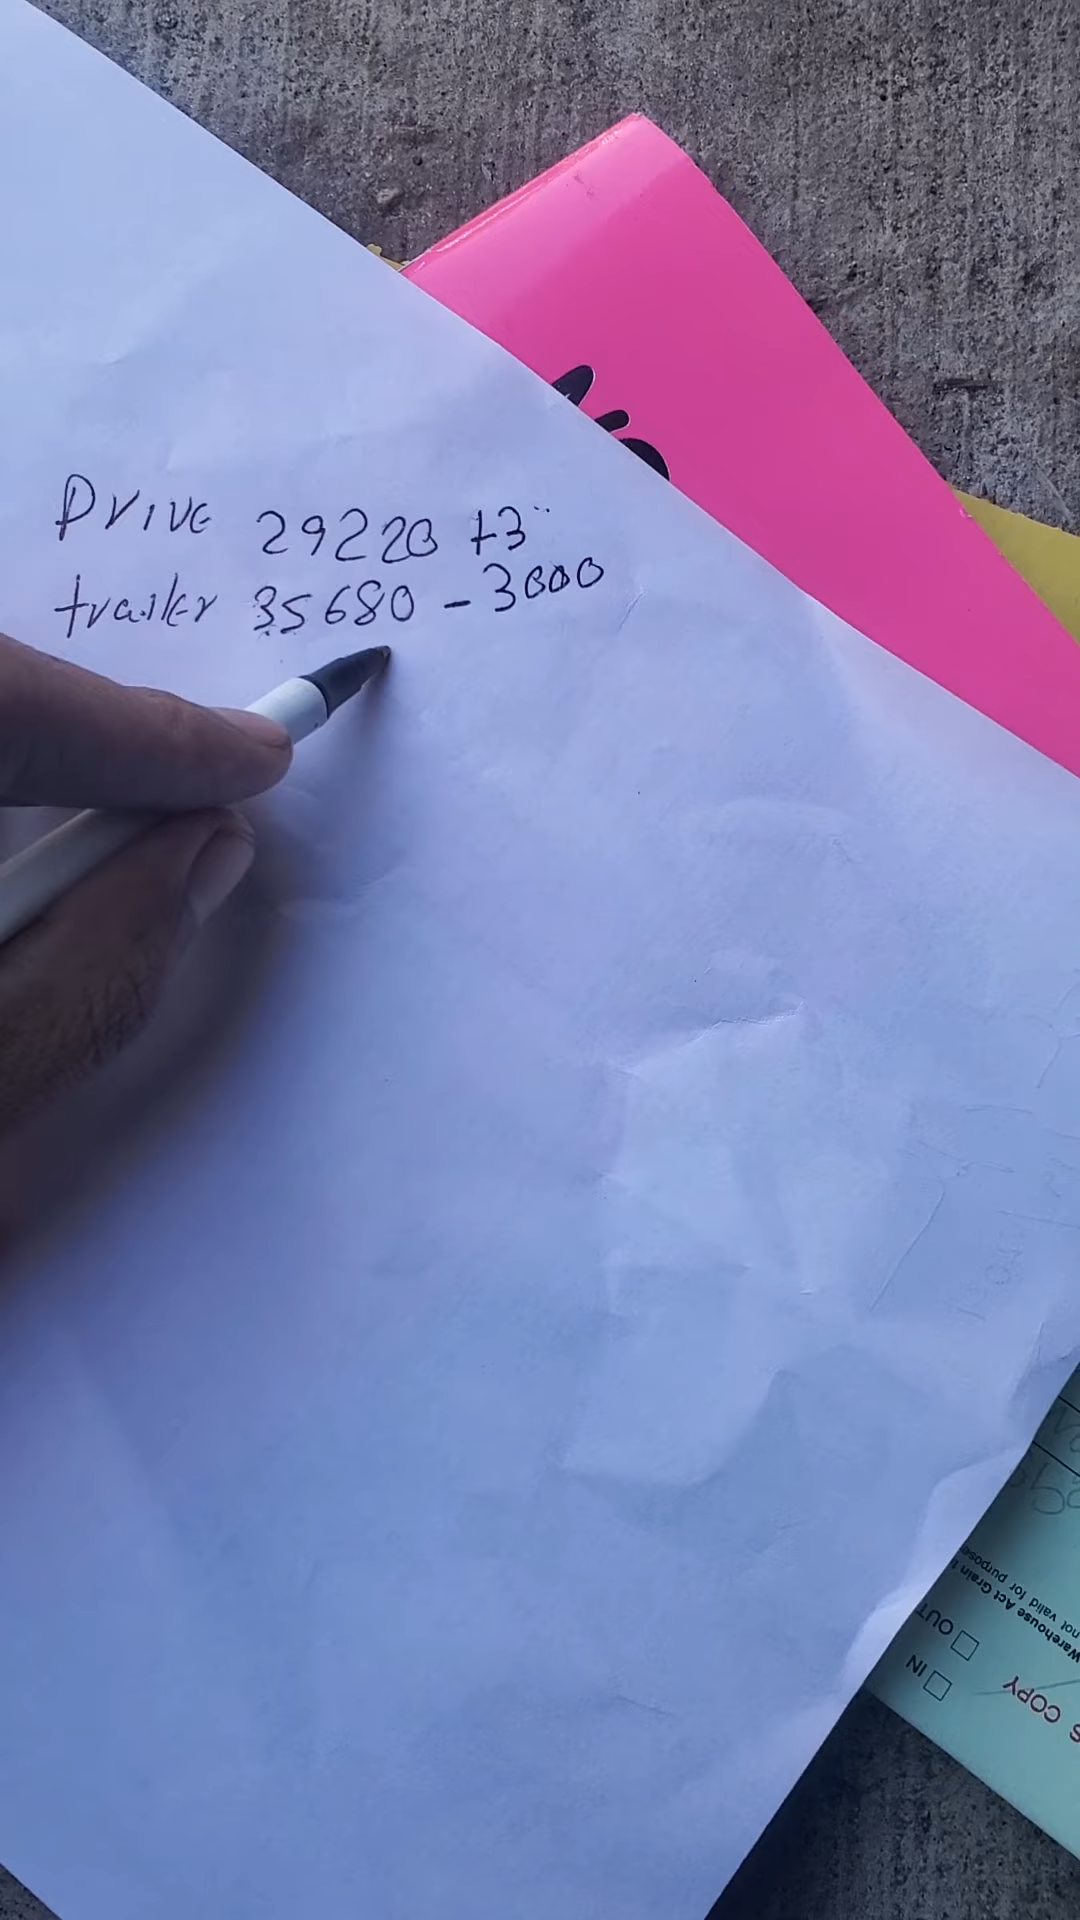 Drive 29220 +3
trailer 35680 - 3000
Warehouse Act Grain
not valid for purpose
OUT
IN
COPY